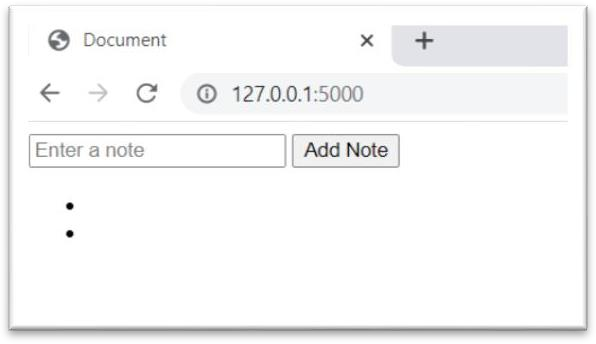 Document
127.0.0.1:5000
Enter a note Add Note